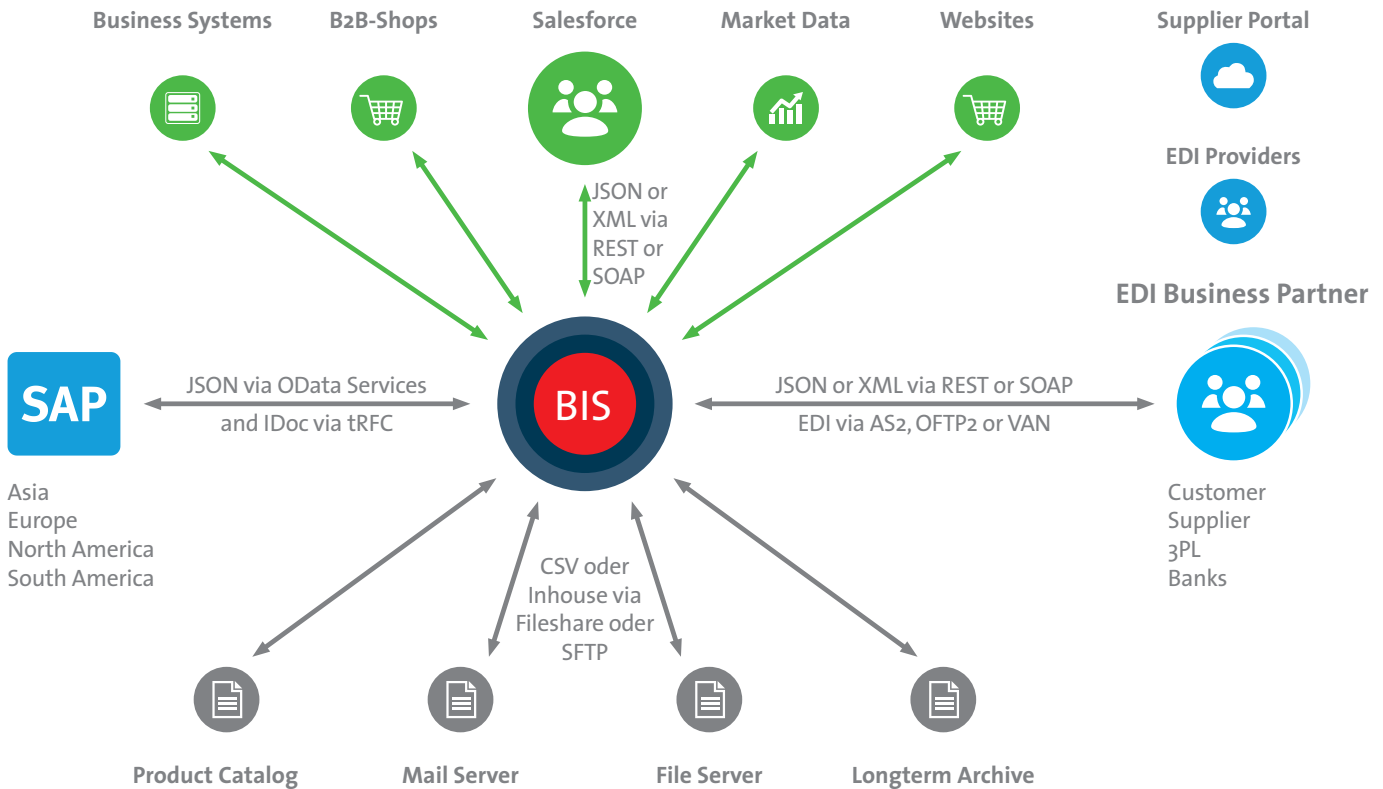 Business Systems
B2B-Shops
Salesforce
Market Data
Websites
Supplier Portal
EDI Providers
JSON or
XML via
REST or
SOAP
EDI Business Partner
SAP
JSON via OData Services
and IDoc via tRFC
BIS
JSON or XML via REST or SOAP
EDI via AS2, OFTP2 or VAN
Asia
Europe
North America
South America
Customer
Supplier
3PL
Banks
CSV oder
Inhouse via
Fileshare oder
SFTP
Product Catalog
Mail Server
File Server
Longterm Archive